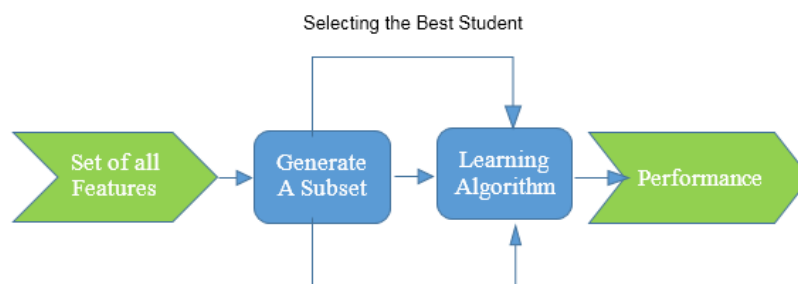 Selecting the Best Student
Set of all
Features
Generate
A Subset
Learning
Algorithm
Performance